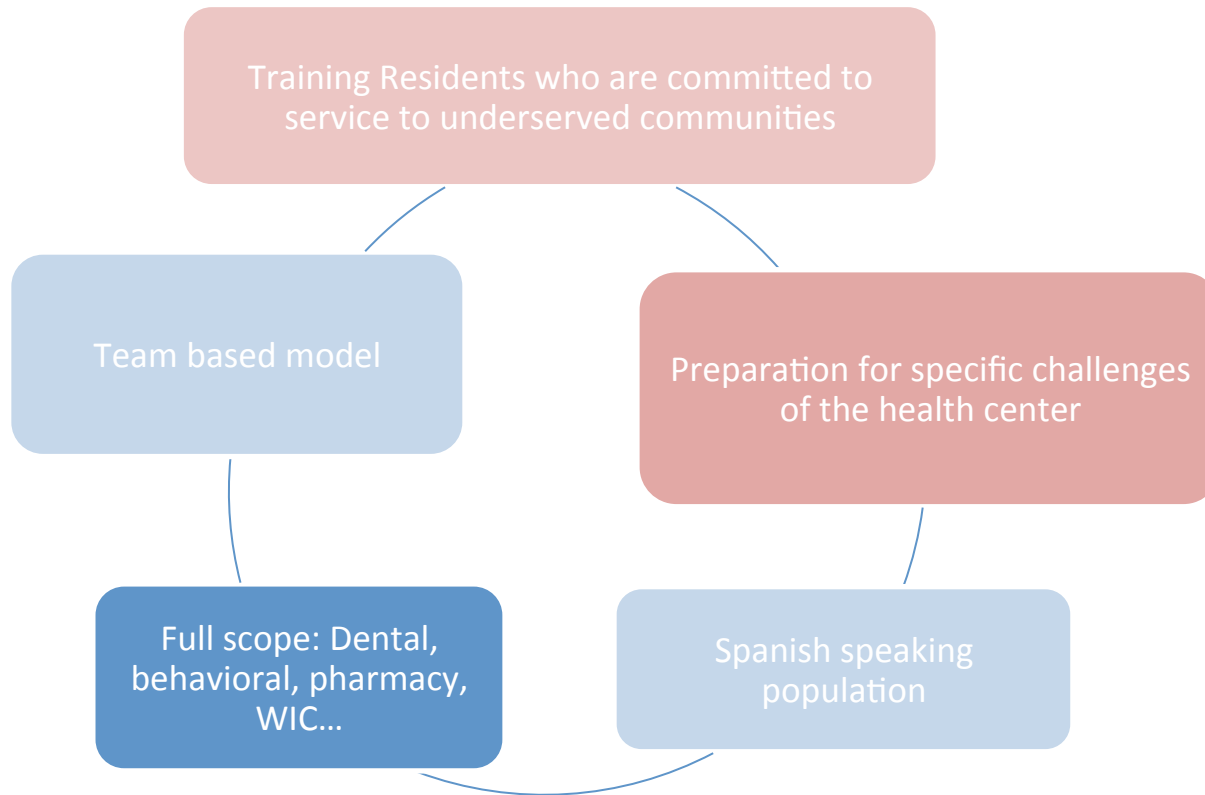 Training Residents who are committed to
service to underserved communities
Team based model
Preparation for specific challenges
of the health center
Full scope: Dental,
behavioral, pharmacy,
WIC...
Spanish speaking
population